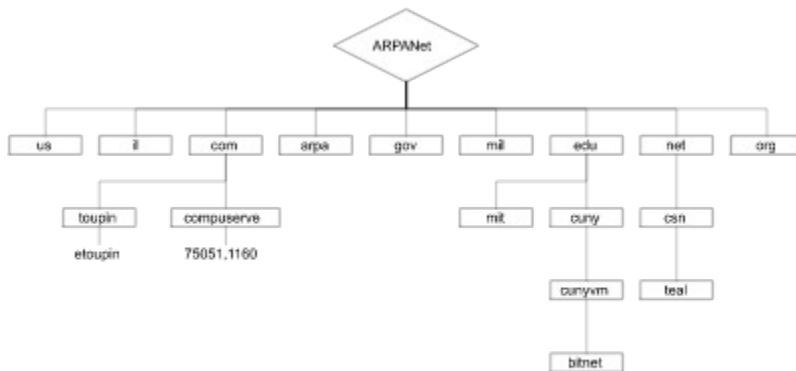 ARPANet
us il com arpa gov mil edu net org
toupin compuserve mit cuny csn
etoupin 75051,1160
cunyvm teal
bitnet